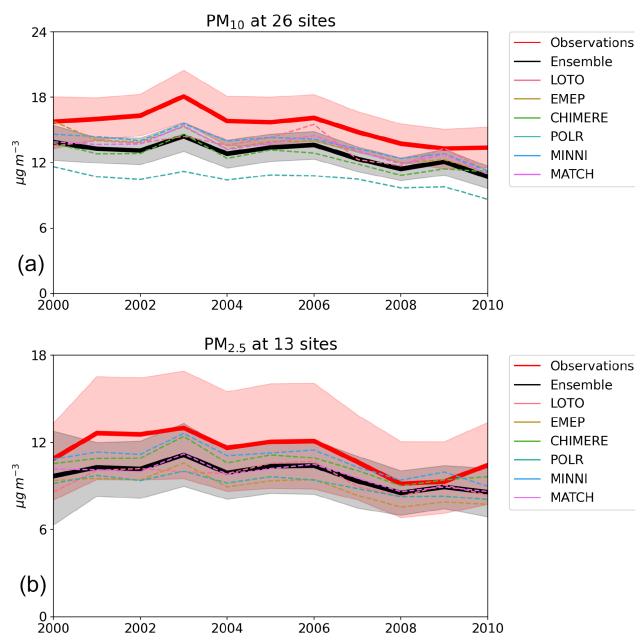 PM10 at 26 sites
24
18
12
6
0
μg m−3
(a)
2000
2002
2004
2006
2008
2010
Observations
Ensemble
LOTO
EMEP
CHIMERE
POLR
MINNI
MATCH
PM2.5 at 13 sites
18
12
6
0
μg m−3
(b)
2000
2002
2004
2006
2008
2010
Observations
Ensemble
LOTO
EMEP
CHIMERE
POLR
MINNI
MATCH